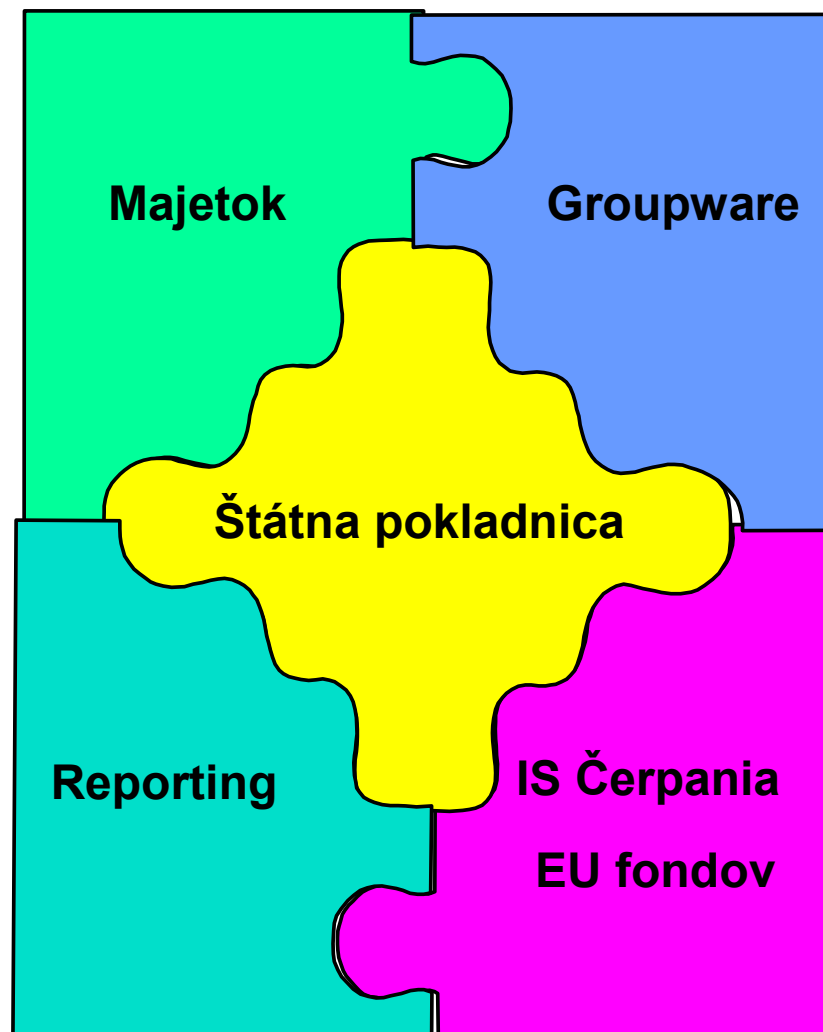 Majetok
Groupware
Štátna pokladnica
Reporting
IS Čerpania
EU fondov